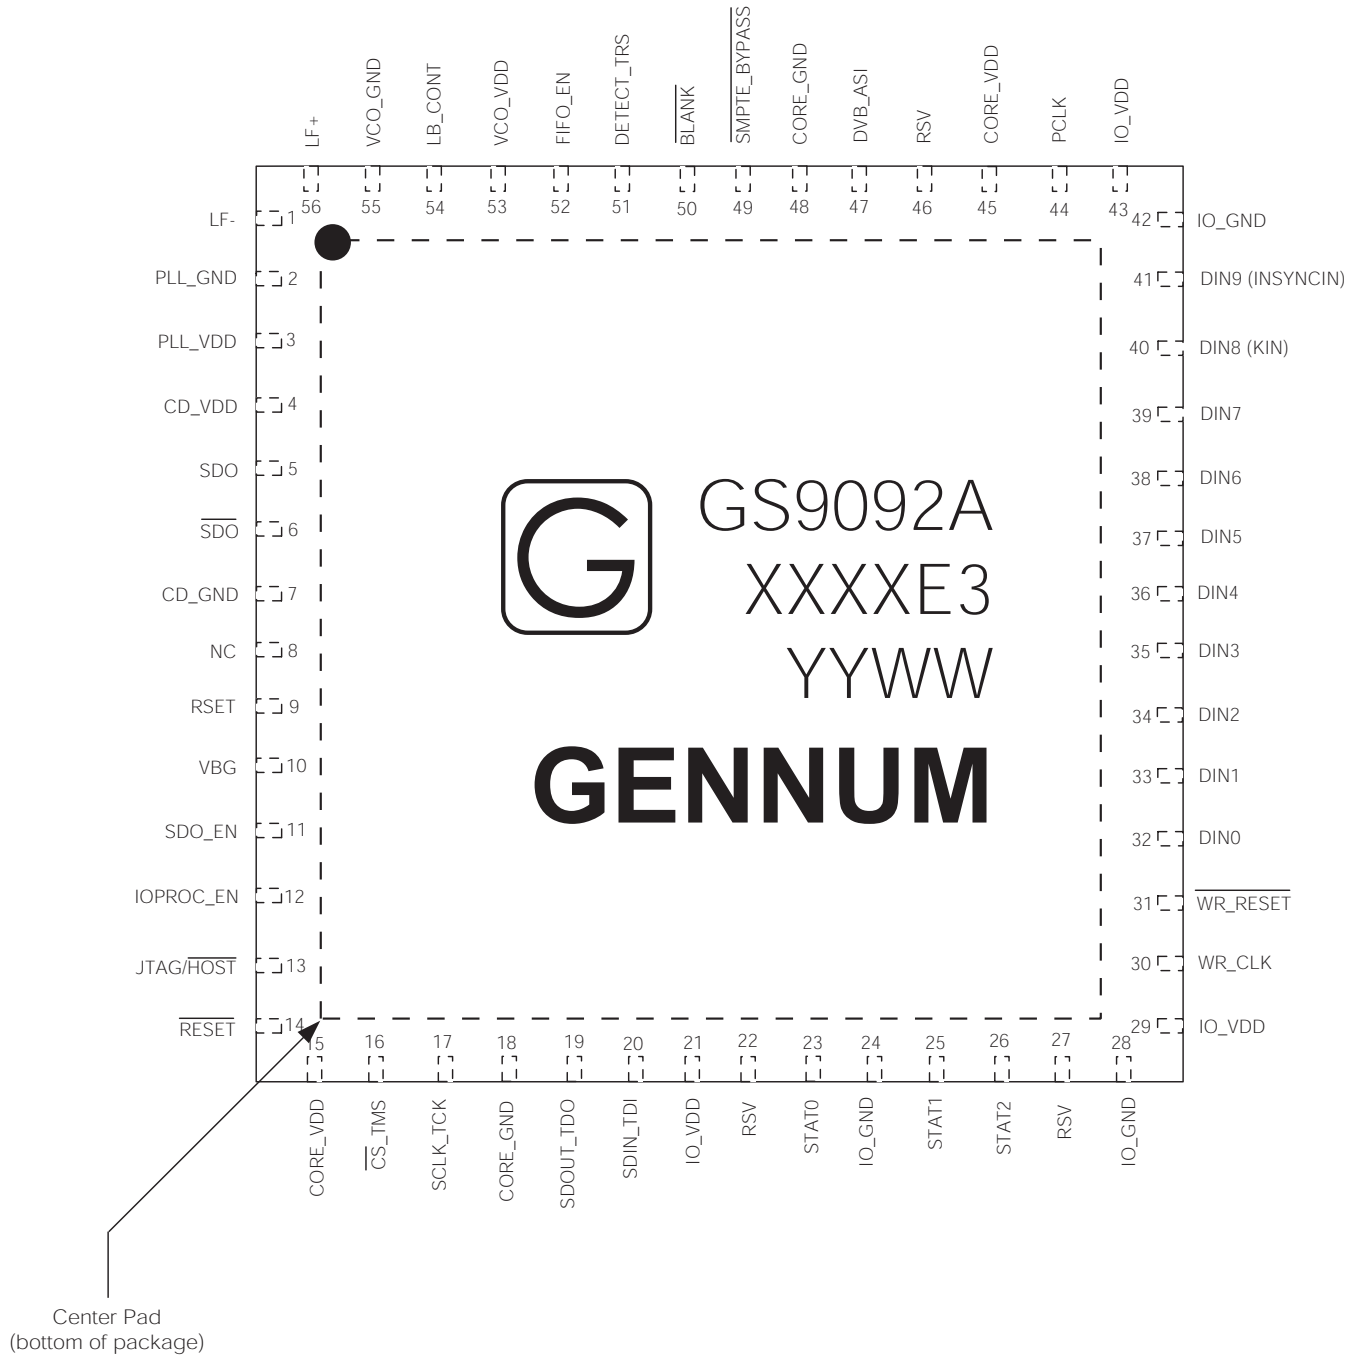 LF+
VCO_GND
LB_CONT
VCO_VDD
FIFO_EN
DETECT_TRS
BLANK
SMPTE_BYPASS
CORE_GND
DVB_ASI
RSV
CORE_VDD
PCLK
IO_VDD
56 55 54 53 52 51 50 49 48 47 46 45 44 43
LF- 1
PLL_GND 2
PLL_VDD 3
CD_VDD 4
SDO 5
SDO 6
CD_GND 7
NC 8
RSET 9
VBG 10
SDO_EN 11
IOPROC_EN 12
JTAG/HOST 13
RESET 14
G
GS9092A
XXXXE3
YYWW
GENNUM
42 IO_GND
41 DIN9 (INSYNCIN)
40 DIN8 (KIN)
39 DIN7
38 DIN6
37 DIN5
36 DIN4
35 DIN3
34 DIN2
33 DIN1
32 DIN0
31 WR_RESET
30 WR_CLK
29 IO_VDD
15 16 17 18 19 20 21 22 23 24 25 26 27 28
CORE_VDD
CS_TMS
SCLK_TCK
CORE_GND
SDOUT_TDO
SDIN_TDI
IO_VDD
RSV
STAT0
IO_GND
STAT1
STAT2
RSV
IO_GND
Center Pad
(bottom of package)